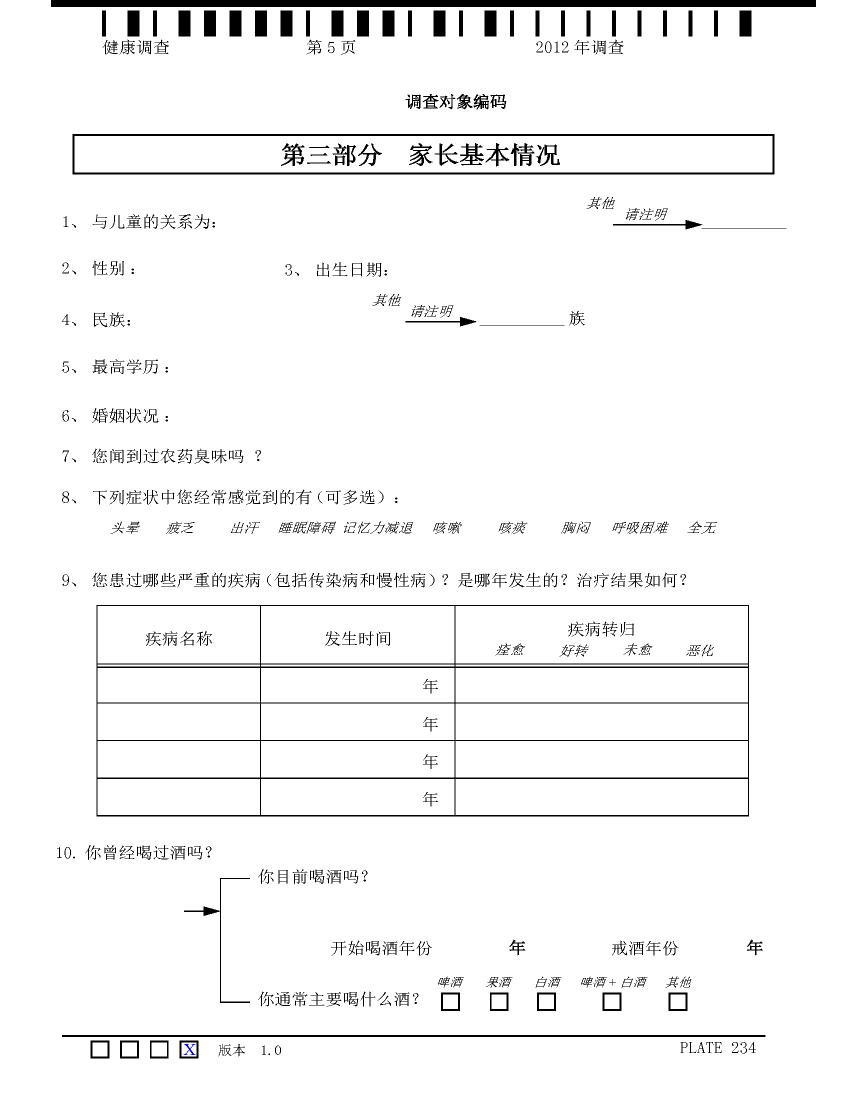 健康调查 第 5 页 2012 年调查
调查对象编码
第三部分 家长基本情况
其他
1、 与儿童的关系为: 请注明 __________
2、 性别 : 3、 出生日期:
其他
4、 民族: 请注明 __________ 族
5、 最高学历 :
6、 婚姻状况 :
7、 您闻到过农药臭味吗 ?
8、 下列症状中您经常感觉到的有 (可多选) :
头晕 疲乏 出汗 睡眠障碍 记忆力减退 咳嗽 咳痰 胸闷 呼吸困难 全无
9、 您患过哪些严重的疾病 (包括传染病和慢性病) ? 是哪年发生的? 治疗结果如何?
疾病名称 发生时间 疾病转归
痊愈 好转 未愈 恶化
年
年
年
年
10. 你曾经喝过酒吗?
你目前喝酒吗?
开始喝酒年份 年 戒酒年份 年
啤酒 果酒 白酒 啤酒 + 白酒 其他
你通常主要喝什么酒? □ □ □ □ □
□ □ □ X 版本 1.0 PLATE 234